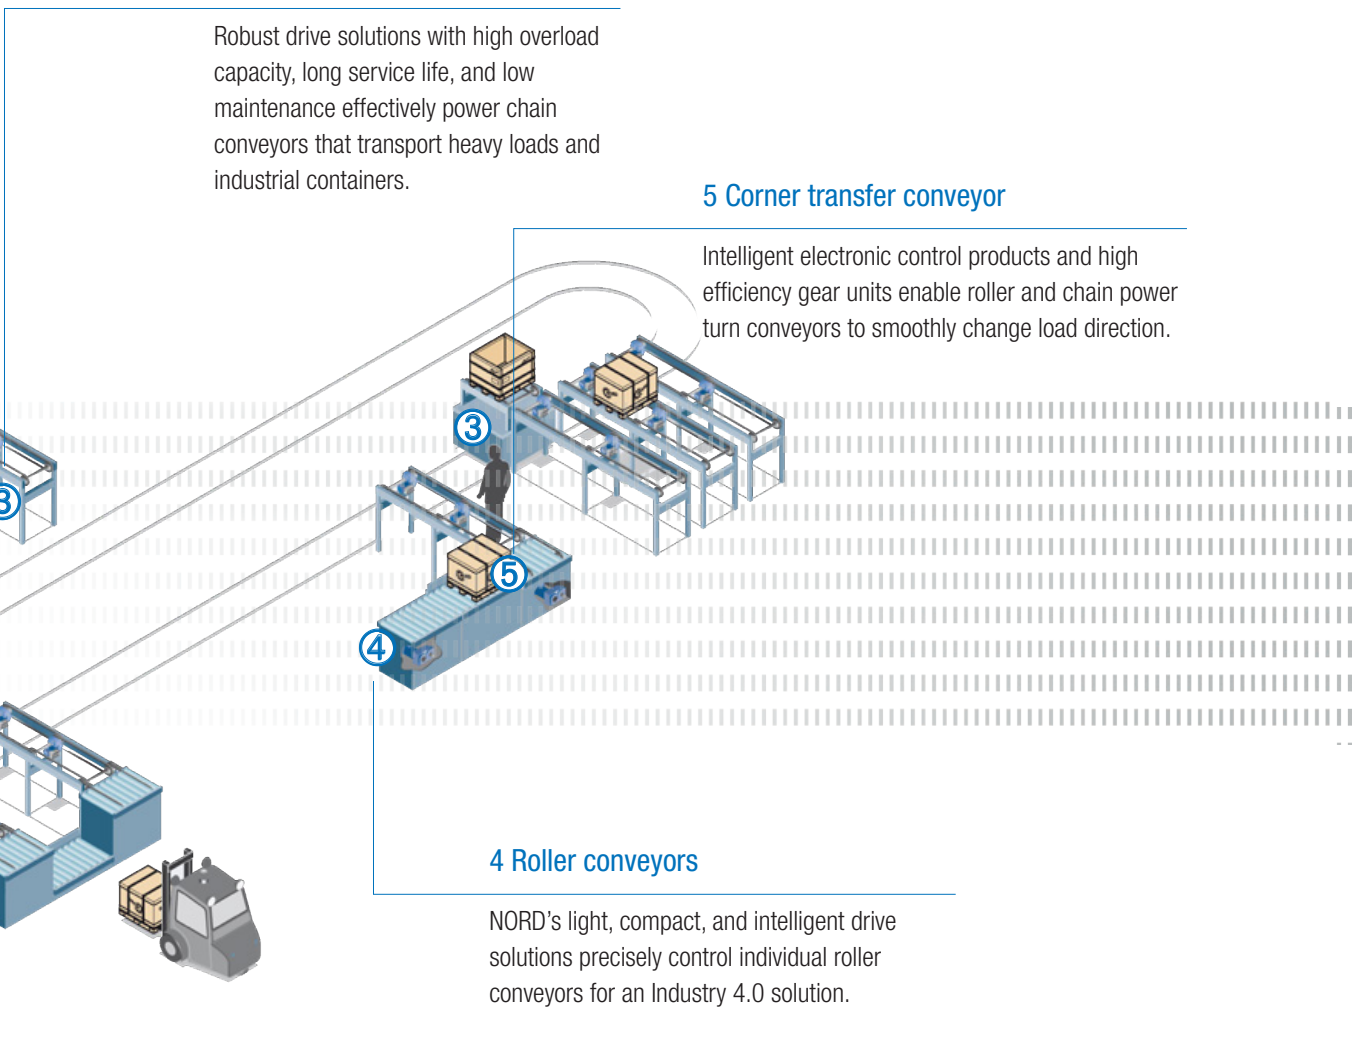 Robust drive solutions with high overload
capacity, long service life, and low
maintenance effectively power chain
conveyors that transport heavy loads and
industrial containers.
5 Corner transfer conveyor
Intelligent electronic control products and high
efficiency gear units enable roller and chain power
turn conveyors to smoothly change load direction.
3
3
5
4
4 Roller conveyors
NORD’s light, compact, and intelligent drive
solutions precisely control individual roller
conveyors for an Industry 4.0 solution.